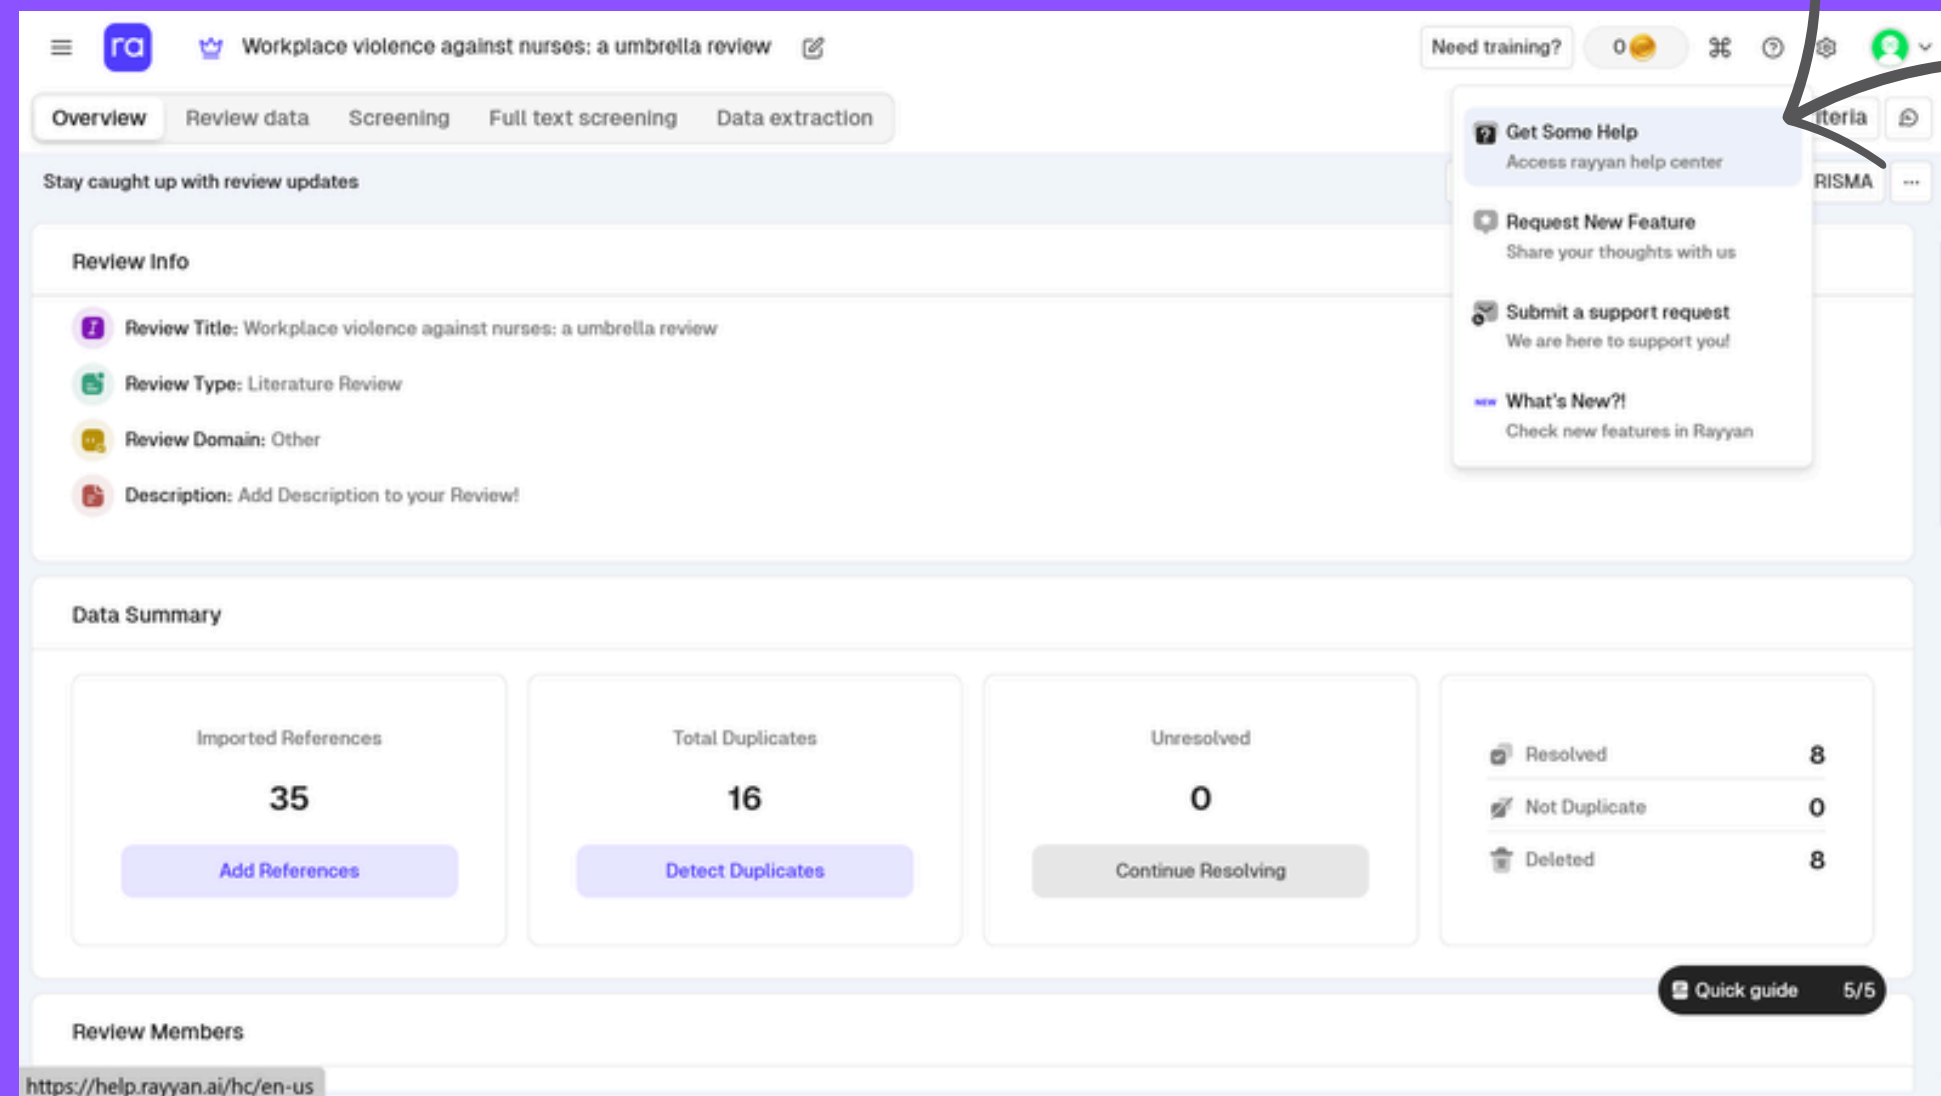 ra
Workplace violence against nurses: a umbrella review
Need training?
0
Overview
Review data
Screening
Full text screening
Data extraction
iteria
Stay caught up with review updates
RISMA
Get Some Help
Access rayyan help center
Request New Feature
Share your thoughts with us
Submit a support request
We are here to support you!
NEW What's New?!
Check new features in Rayyan
Review Info
Review Title: Workplace violence against nurses: a umbrella review
Review Type: Literature Review
Review Domain: Other
Description: Add Description to your Review!
Data Summary
Imported References
35
Add References
Total Duplicates
16
Detect Duplicates
Unresolved
0
Continue Resolving
Resolved 8
Not Duplicate 0
Deleted 8
Quick guide 5/5
Review Members
https://help.rayyan.ai/hc/en-us